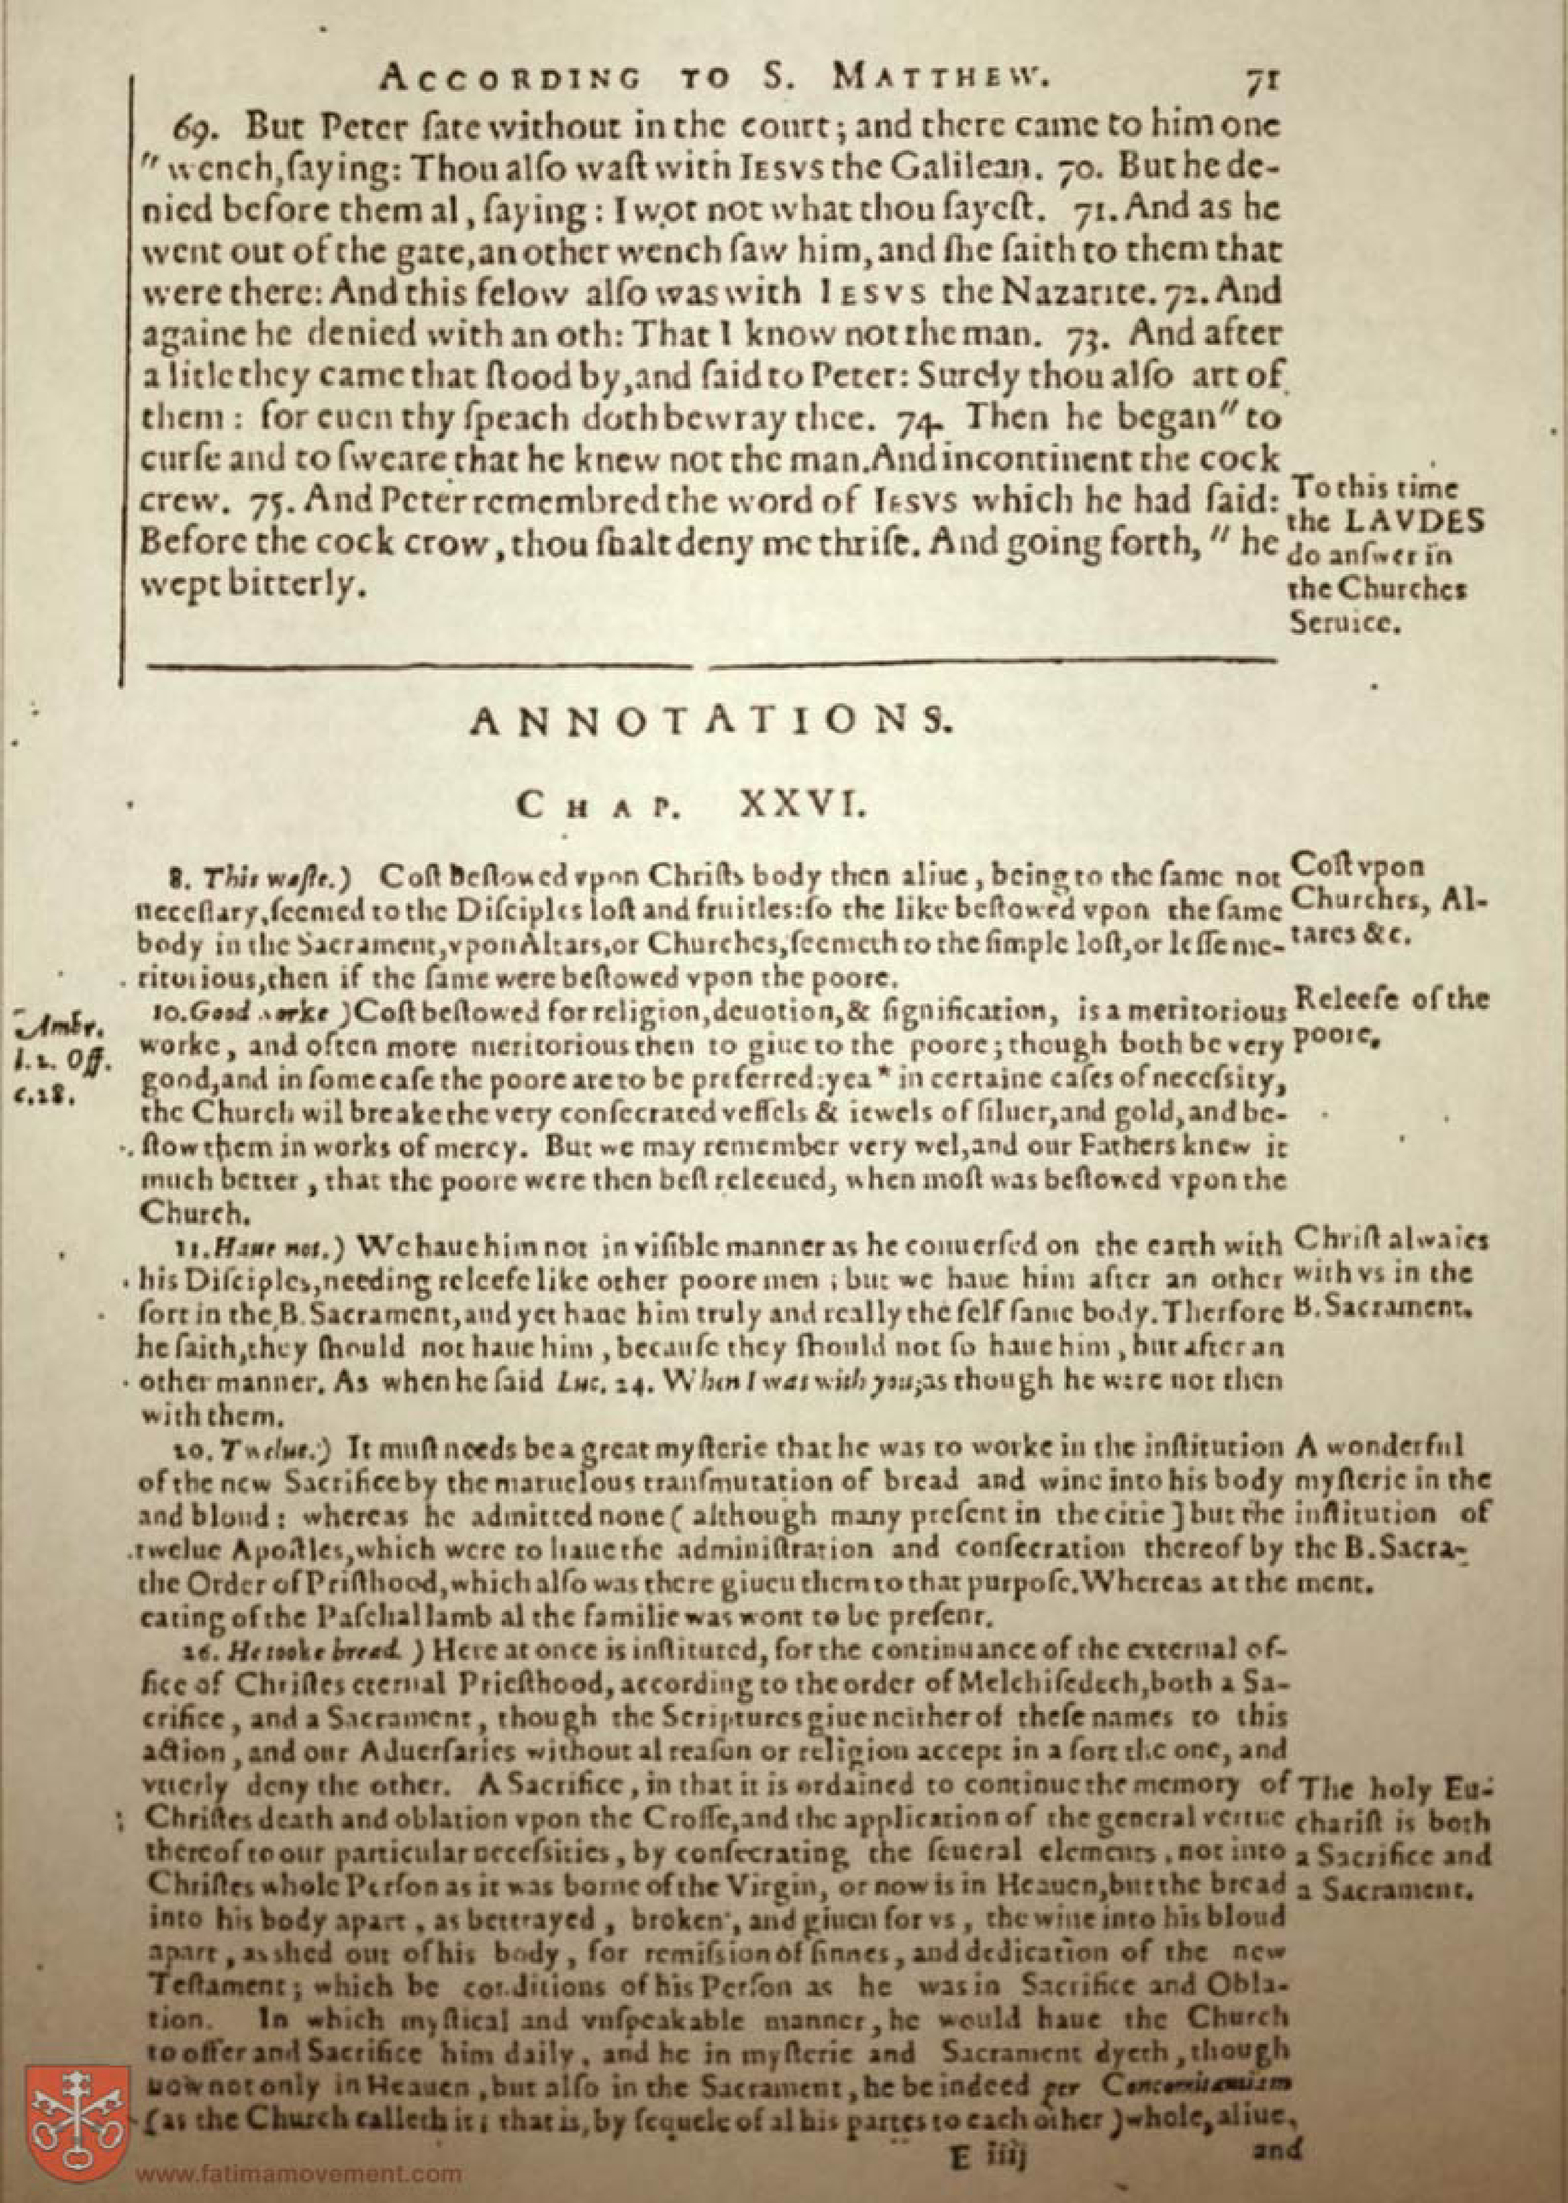 ACCORDING TO S. MATTHEW. 71
69. But Peter ſate without in the court; and there came to him one
" wench, ſaying: Thou alſo waſt with IESVS the Galilean. 70. But he de-
nied before them al, ſaying: I wot not what thou ſayeſt. 71. And as he
went out of the gate, an other wench ſaw him, and ſhe ſaith to them that
were there: And this felow alſo was with IESVS the Nazarite. 72. And
againe he denied with an oth: That I know not the man. 73. And after
a litle they came that ſtood by, and ſaid to Peter: Surely thou alſo art of
them: for euen thy ſpeach doth bewray thee. 74. Then he began " to
curſe and to ſweare that he knew not the man. And incontinent the cock
crew. 75. And Peter remembred the word of IESVS which he had ſaid:
Before the cock crow, thou ſhalt deny me thriſe. And going forth, " he
wept bitterly.
To this time
the LAVDES
do anſwer in
the Churches
Seruice.
ANNOTATIONS.
CHAP. XXVI.
8. This waſte.) Coſt Beſtowed vpon Chriſts body then aliue, being to the ſame not
neceſſary, ſeemed to the Diſciples loſt and fruitles: ſo the like beſtowed vpon the ſame
body in the Sacrament, vpon Altars, or Churches, ſeemeth to the ſimple loſt, or leſſe me-
ritorious, then if the ſame were beſtowed vpon the poore.
Coſt vpon
Churches, Al-
tares &c.
10. Good worke ) Coſt beſtowed for religion, deuotion, & ſignification, is a meritorious
worke, and often more meritorious then to giue to the poore; though both be very
good, and in ſome caſe the poore are to be preferred: yea * in certaine caſes of neceſsity,
the Church wil breake the very conſecrated veſſels & iewels of ſiluer, and gold, and be-
ſtow them in works of mercy. But we may remember very wel, and our Fathers knew it
much better, that the poore were then beſt releeued, when moſt was beſtowed vpon the
Church.
Releefe of the
poore.
Ambr.
l. 2. Off.
c. 28.
11. Haue not.) We haue him not in viſible manner as he conuerſed on the earth with
his Diſciples, needing releefe like other poore men; but we haue him after an other
ſort in the B. Sacrament, and yet haue him truly and really the ſelf ſame body. Therfore
he ſaith, they ſhould not haue him, becauſe they ſhould not ſo haue him, but after an
other manner. As when he ſaid Luc. 24. When I was with you; as though he were not then
with them.
Chriſt alwaies
with vs in the
B. Sacrament.
20. Twelue.) It muſt needs be a great myſterie that he was to worke in the inſtitution
of the new Sacrifice by the maruelous tranſmutation of bread and wine into his body
and bloud: whereas he admitted none ( although many preſent in the citie ] but the
twelue Apoſtles, which were to haue the adminiſtration and conſecration thereof by
the Order of Prieſthood, which alſo was there giuen them to that purpoſe. Whereas at the
eating of the Paſchal lamb al the familie was wont to be preſent.
A wonderful
myſterie in the
inſtitution of
the B. Sacra-
ment.
26. He tooke bread. ) Here at once is inſtituted, for the continuance of the external of-
fice of Chriſtes eternal Prieſthood, according to the order of Melchiſedech, both a Sa-
crifice, and a Sacrament, though the Scriptures giue neither of theſe names to this
action, and our Aduerſaries without al reaſon or religion accept in a ſort the one, and
vtterly deny the other. A Sacrifice, in that it is ordained to continue the memory of
Chriſtes death and oblation vpon the Croſſe, and the application of the general vertue
thereof to our particular neceſsities, by conſecrating the ſeueral elements, not into
Chriſtes whole Perſon as it was borne of the Virgin, or now is in Heauen, but the bread
into his body apart, as betrayed, broken, and giuen for vs, the wine into his bloud
apart, as shed out of his body, for remiſsion of ſinnes, and dedication of the new
Teſtament; which be conditions of his Perſon as he was in Sacrifice and Obla-
tion. In which myſtical and vnſpeakable manner, he would haue the Church
to offer and Sacrifice him daily, and he in myſterie and Sacrament dyeth, though
now not only in Heauen, but alſo in the Sacrament, he be indeed per Concomitantiam
(as the Church calleth it; that is, by ſequele of al his partes to each other ) whole, aliue,
The holy Eu-
chariſt is both
a Sacrifice and
a Sacrament.
E iiij and
www.fatimamovement.com